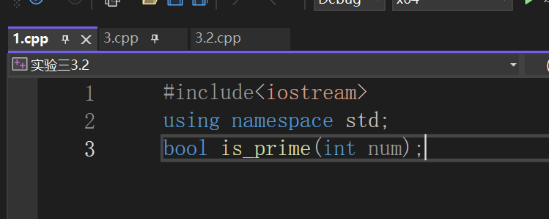 Debug
x64
1.cpp
3.cpp
3.2.cpp
实验三3.2
1 #include<iostream>
2 using namespace std;
3 bool is_prime(int num);